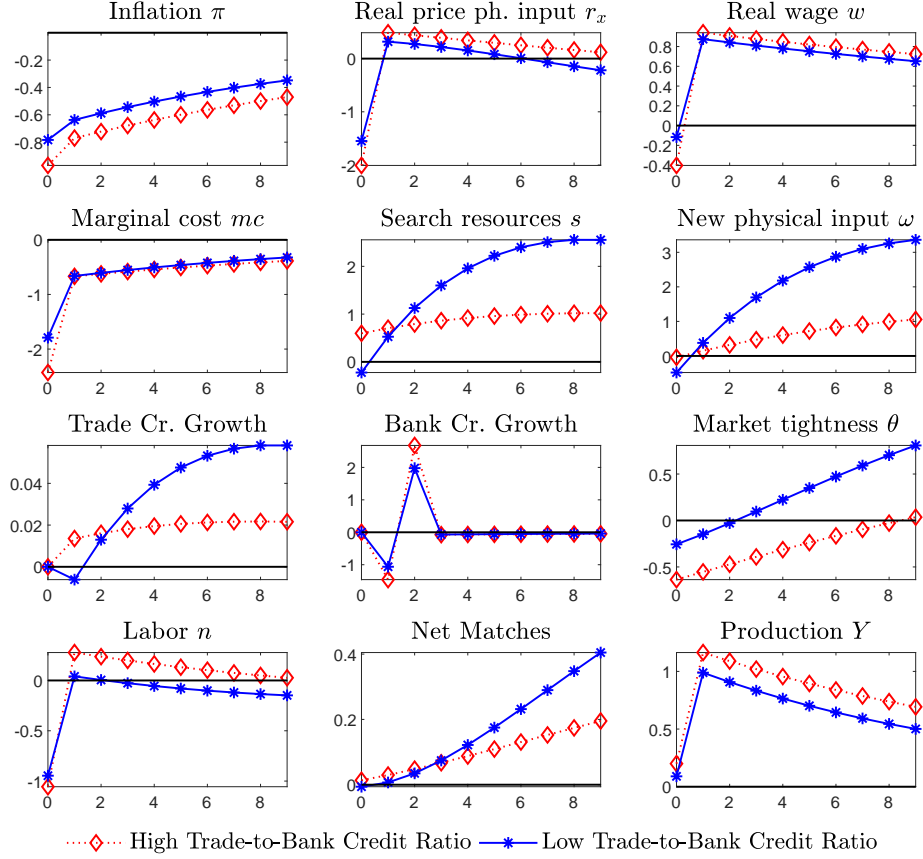 Inflation π Real price ph. input r_x Real wage w
-0.2 -0.4 -0.6 -0.8
0 -1 -2
0.8 0.6 0.4 0.2 0 -0.2 -0.4
0 2 4 6 8 0 2 4 6 8 0 2 4 6 8
Marginal cost mc Search resources s New physical input ω
0 -1 -2
2 1 0
3 2 1 0
0 2 4 6 8 0 2 4 6 8 0 2 4 6 8
Trade Cr. Growth Bank Cr. Growth Market tightness θ
0.04 0.02 0
2 1 0 -1
0.5 0 -0.5
0 2 4 6 8 0 2 4 6 8 0 2 4 6 8
Labor n Net Matches Production Y
0 -0.5 -1
0.4 0.2 0
1 0.5 0
0 2 4 6 8 0 2 4 6 8 0 2 4 6 8
High Trade-to-Bank Credit Ratio Low Trade-to-Bank Credit Ratio